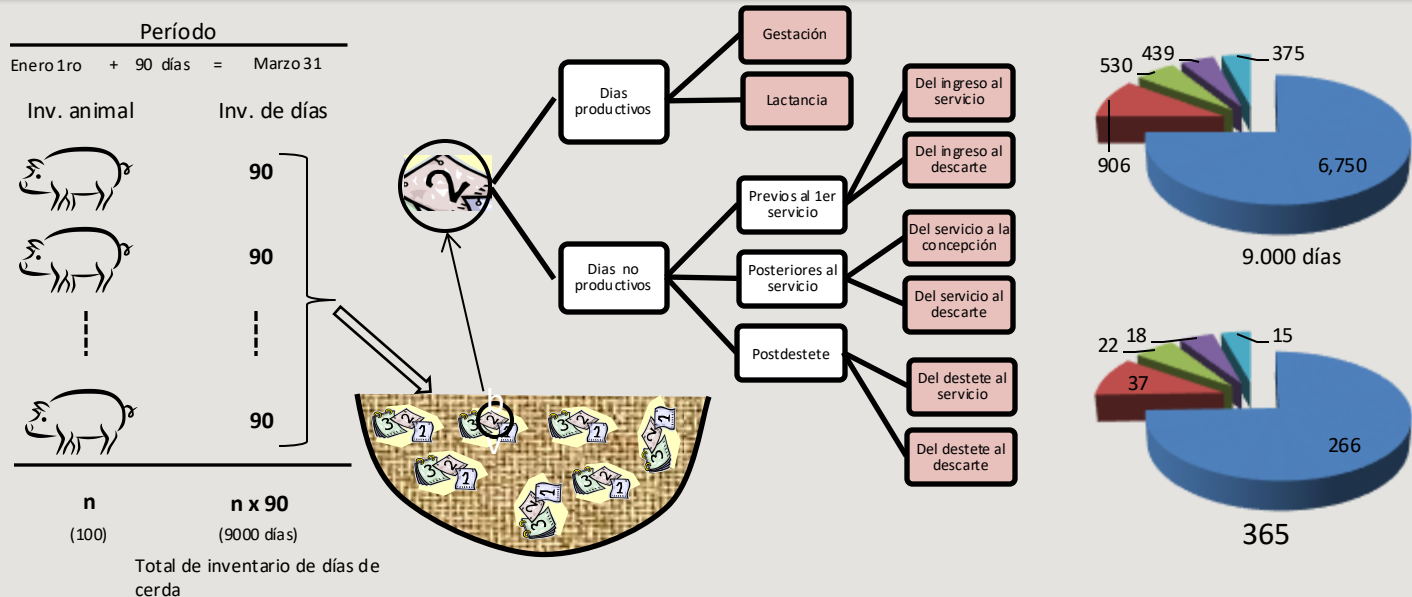 Período
Enero 1ro + 90 días = Marzo 31
Inv. animal
Inv. de días
90
90
90
n
n x 90
(100)
(9000 días)
Total de inventario de días de
cerda
Dias
productivos
Gestación
Lactancia
Dias no
productivos
Previos al 1er
servicio
Del ingreso al
servicio
Del ingreso al
descarte
Posteriores al
servicio
Del servicio a la
concepción
Del servicio al
descarte
Postdestete
Del destete al
servicio
Del destete al
descarte
530
439
375
906
6,750
9.000 días
22
18
15
37
266
365